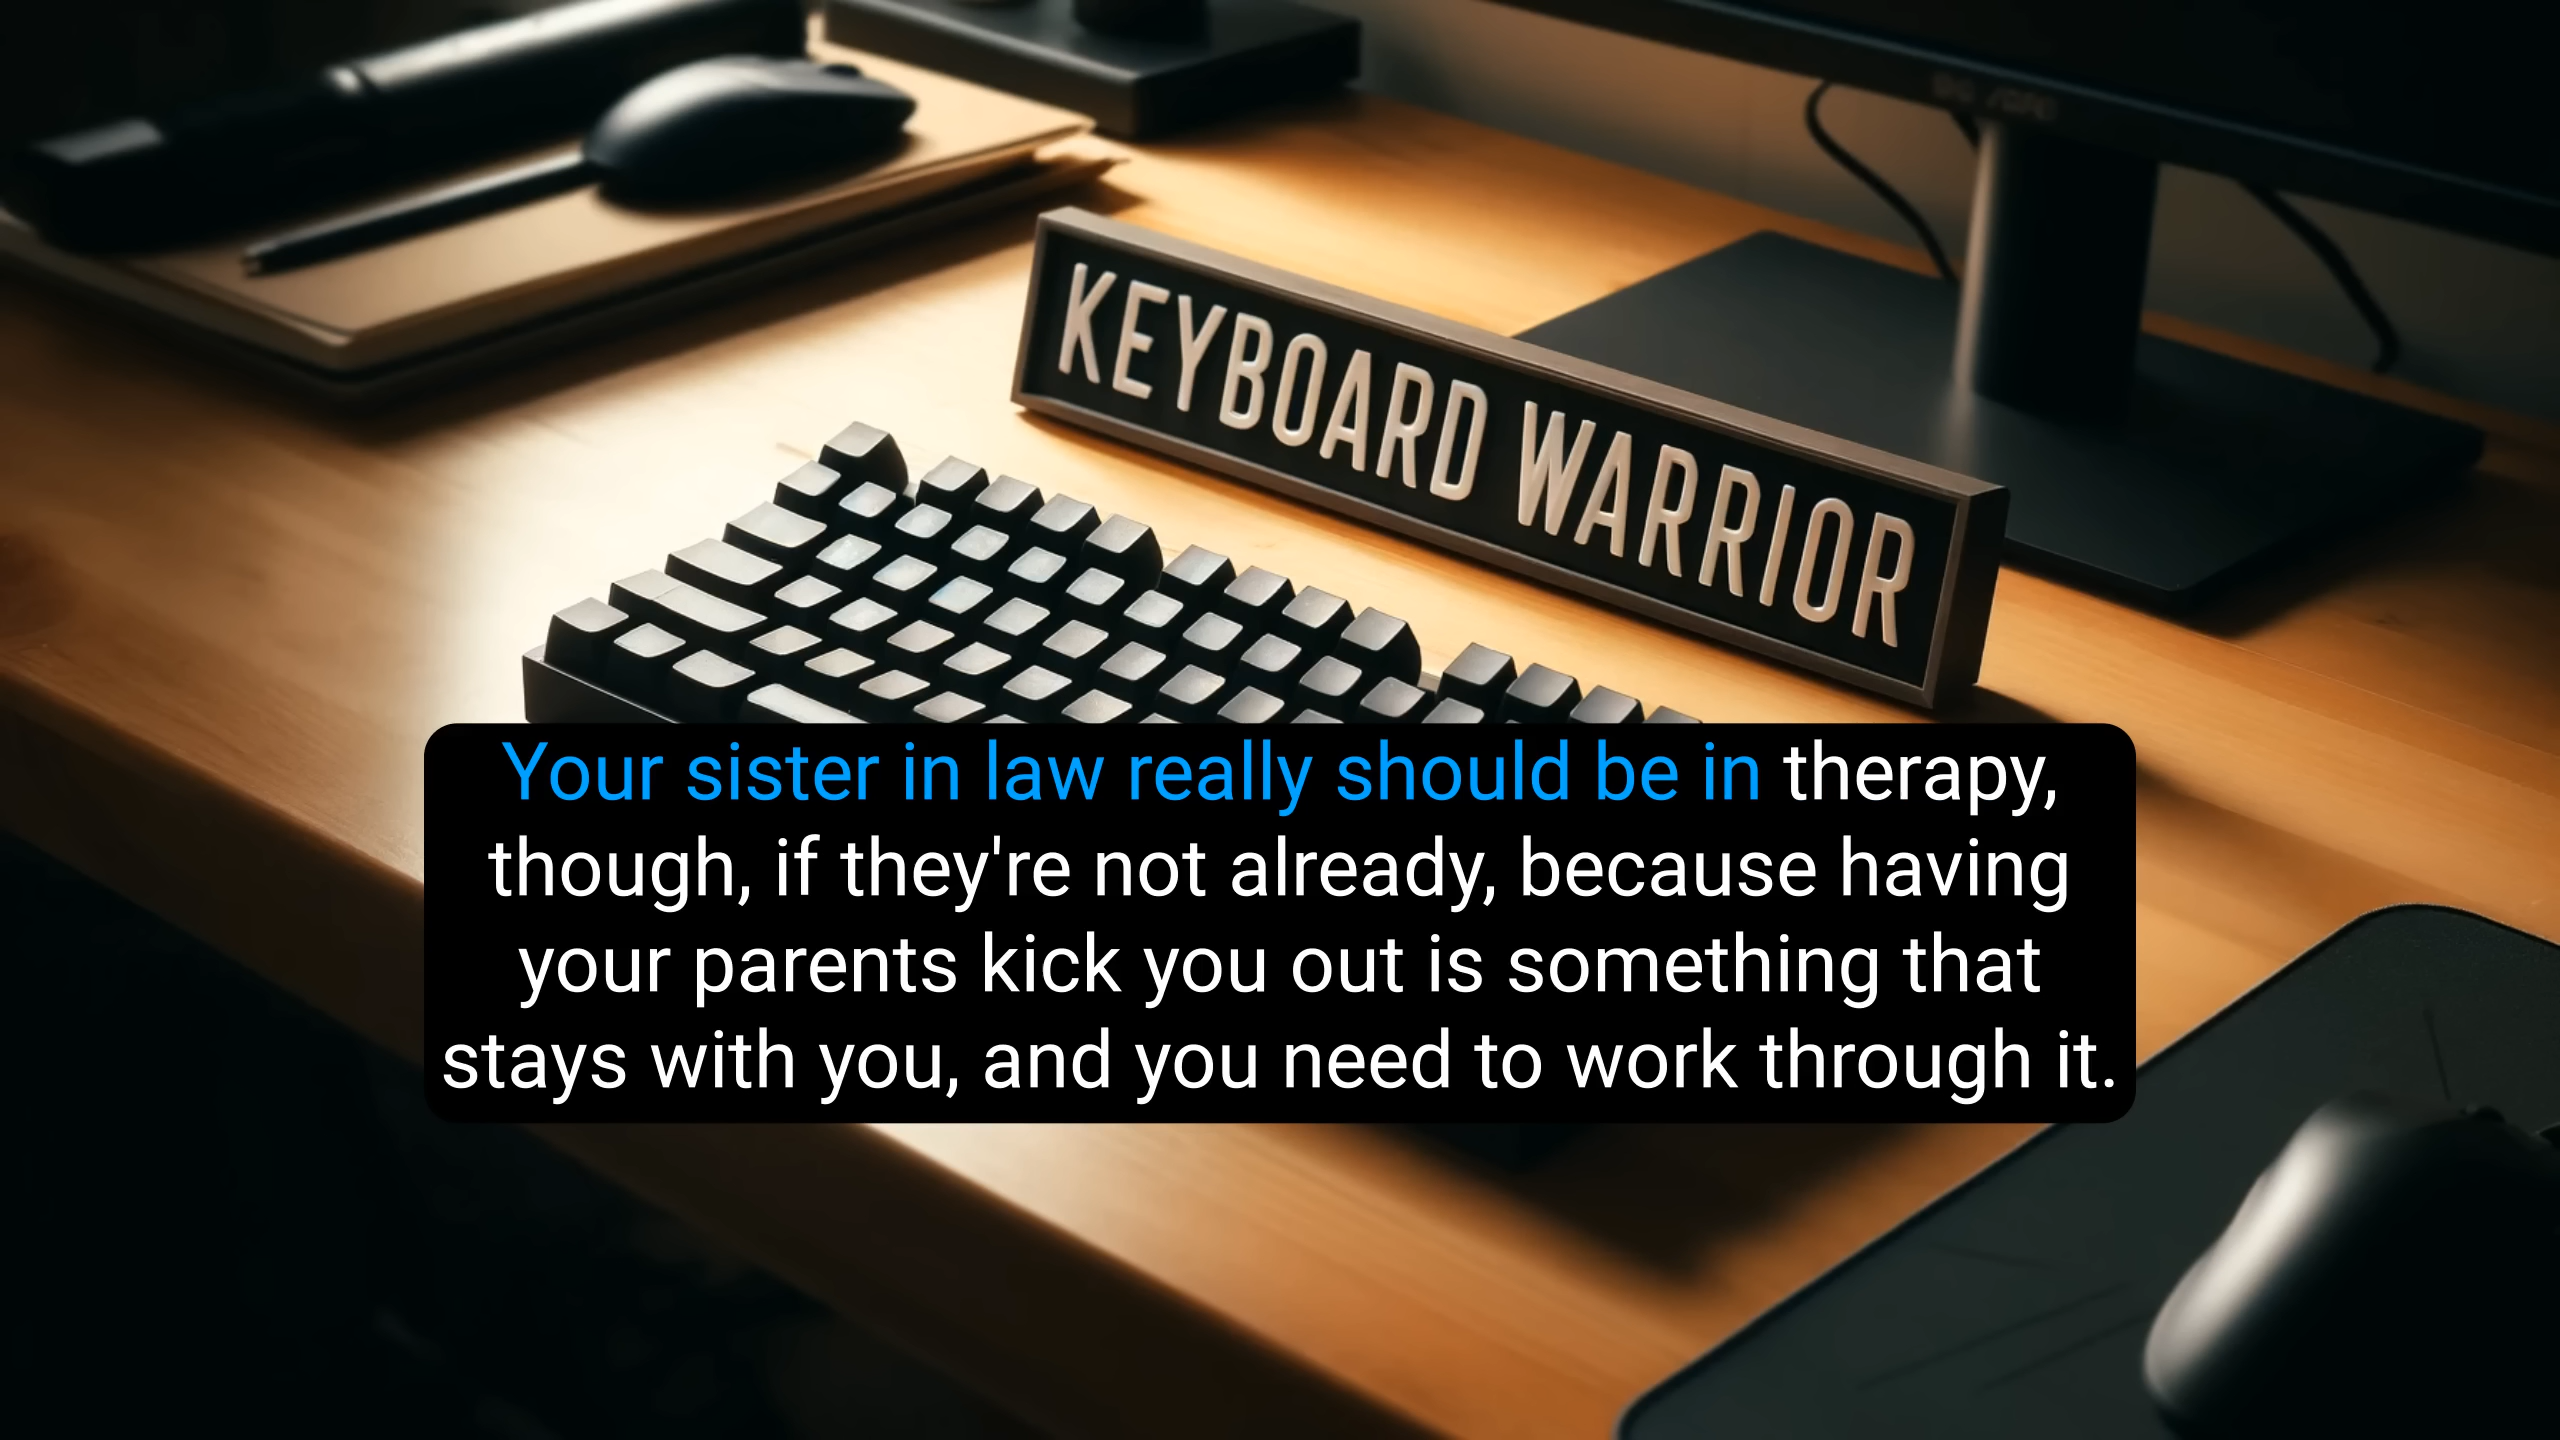 KEYBOARD WARRIOR
Your sister in law really should be in therapy,
though, if they're not already, because having
your parents kick you out is something that
stays with you, and you need to work through it.